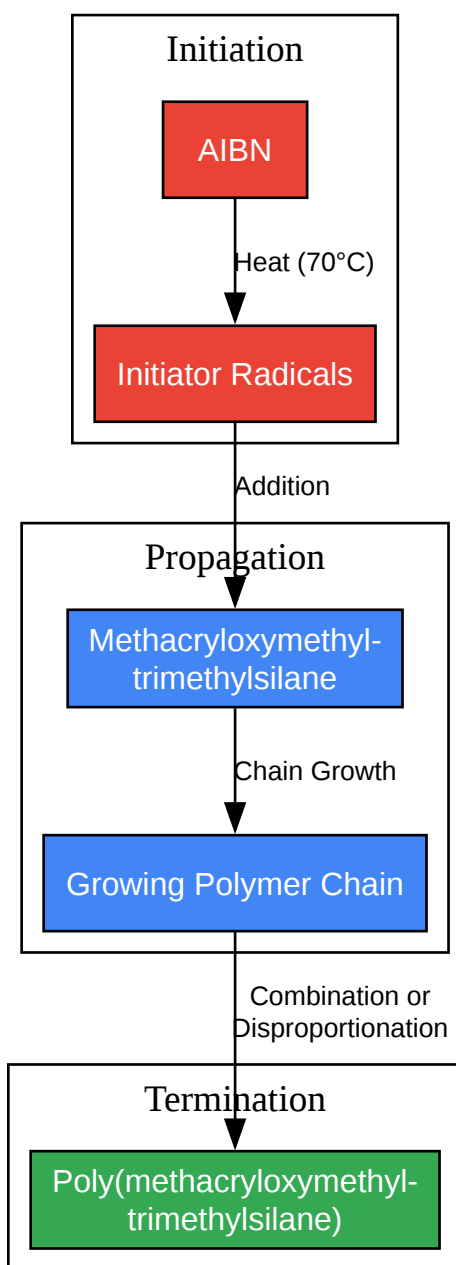 Initiation
AIBN
Heat (70°C)
Initiator Radicals
Addition
Propagation
Methacryloxymethyl-
trimethylsilane
Chain Growth
Growing Polymer Chain
Combination or
Disproportionation
Termination
Poly(methacryloxymethyl-
trimethylsilane)